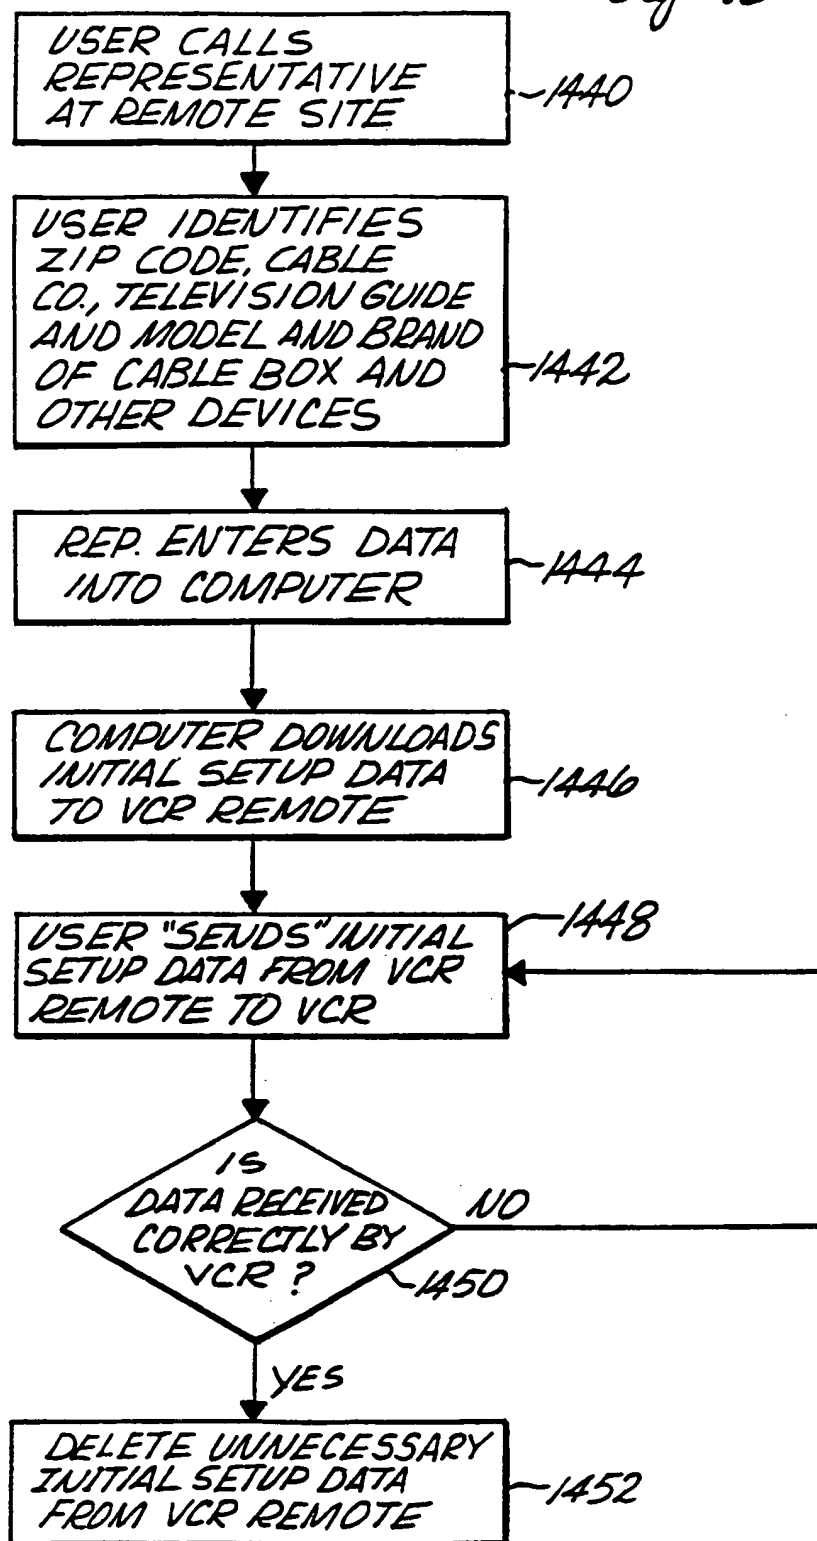 USER CALLS
REPRESENTATIVE
AT REMOTE SITE
1440
USER IDENTIFIES
ZIP CODE, CABLE
CO., TELEVISION GUIDE
AND MODEL AND BRAND
OF CABLE BOX AND
OTHER DEVICES
1442
REP. ENTERS DATA
INTO COMPUTER
1444
COMPUTER DOWNLOADS
INITIAL SETUP DATA
TO VCR REMOTE
1446
USER "SENDS" INITIAL
SETUP DATA FROM VCR
REMOTE TO VCR
1448
IS
DATA RECEIVED
CORRECTLY BY
VCR ?
1450
NO
YES
DELETE UNNECESSARY
INITIAL SETUP DATA
FROM VCR REMOTE
1452